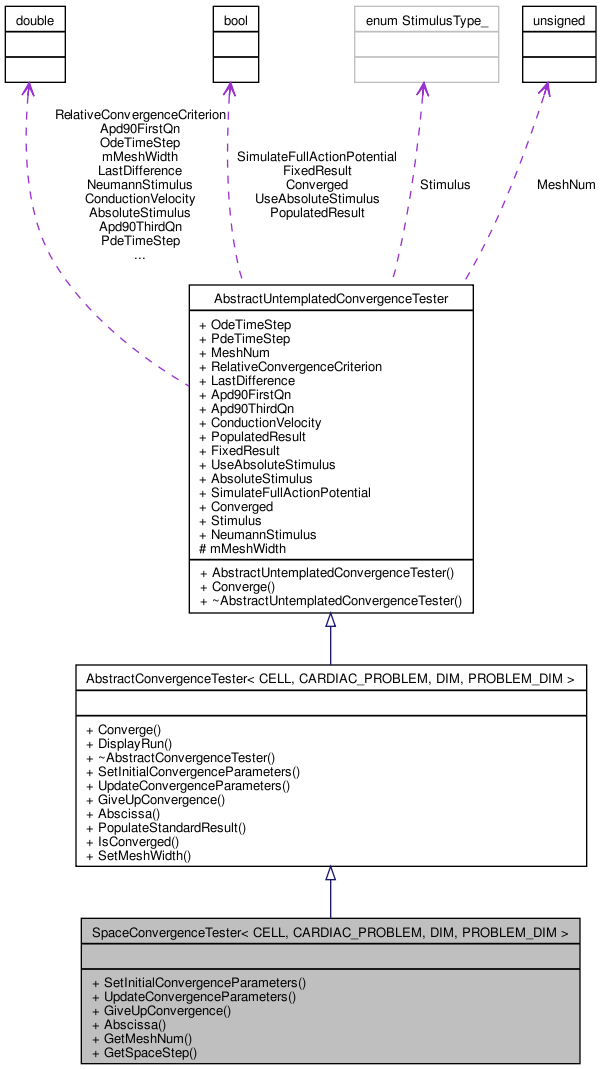 double
bool
enum StimulusType_
unsigned
RelativeConvergenceCriterion
Apd90FirstQn
OdeTimeStep
mMeshWidth
LastDifference
NeumannStimulus
ConductionVelocity
AbsoluteStimulus
Apd90ThirdQn
PdeTimeStep
...
SimulateFullActionPotential
FixedResult
Converged
UseAbsoluteStimulus
PopulatedResult
Stimulus
MeshNum
AbstractUntemplatedConvergenceTester
+ OdeTimeStep
+ PdeTimeStep
+ MeshNum
+ RelativeConvergenceCriterion
+ LastDifference
+ Apd90FirstQn
+ Apd90ThirdQn
+ ConductionVelocity
+ PopulatedResult
+ FixedResult
+ UseAbsoluteStimulus
+ AbsoluteStimulus
+ SimulateFullActionPotential
+ Converged
+ Stimulus
+ NeumannStimulus
# mMeshWidth
+ AbstractUntemplatedConvergenceTester()
+ Converge()
+ ~AbstractUntemplatedConvergenceTester()
AbstractConvergenceTester< CELL, CARDIAC_PROBLEM, DIM, PROBLEM_DIM >
+ Converge()
+ DisplayRun()
+ ~AbstractConvergenceTester()
+ SetInitialConvergenceParameters()
+ UpdateConvergenceParameters()
+ GiveUpConvergence()
+ Abscissa()
+ PopulateStandardResult()
+ IsConverged()
+ SetMeshWidth()
SpaceConvergenceTester< CELL, CARDIAC_PROBLEM, DIM, PROBLEM_DIM >
+ SetInitialConvergenceParameters()
+ UpdateConvergenceParameters()
+ GiveUpConvergence()
+ Abscissa()
+ GetMeshNum()
+ GetSpaceStep()